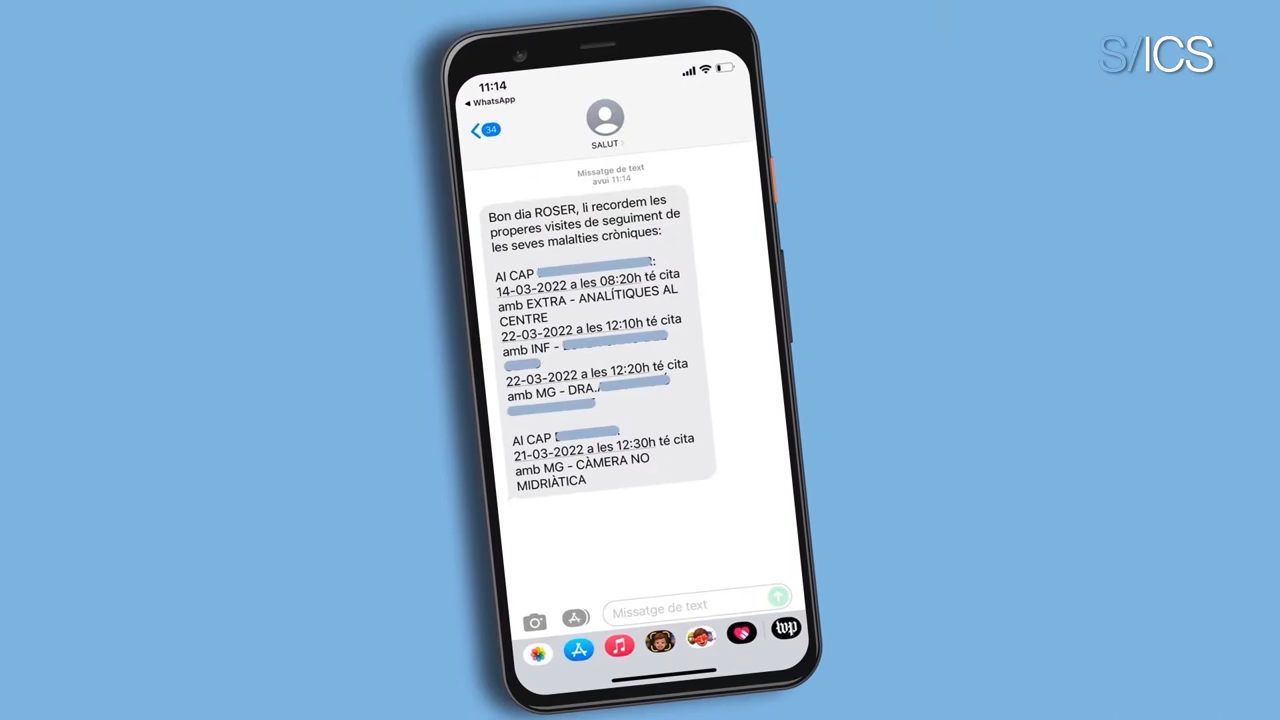 S/ICS
11:14
WhatsApp
34
SALUT
Missatge de text
avui 11:14
Bon dia ROSER, li recordem les
properes visites de seguiment de
les seves malalties cròniques:
Al CAP :
14-03-2022 a les 08:20h té cita
amb EXTRA - ANALÍTIQUES AL
CENTRE
22-03-2022 a les 12:10h té cita
amb INF -
22-03-2022 a les 12:20h té cita
amb MG - DRA.
Al CAP
21-03-2022 a les 12:30h té cita
amb MG - CÀMERA NO
MIDRIÀTICA
Missatge de text
wp